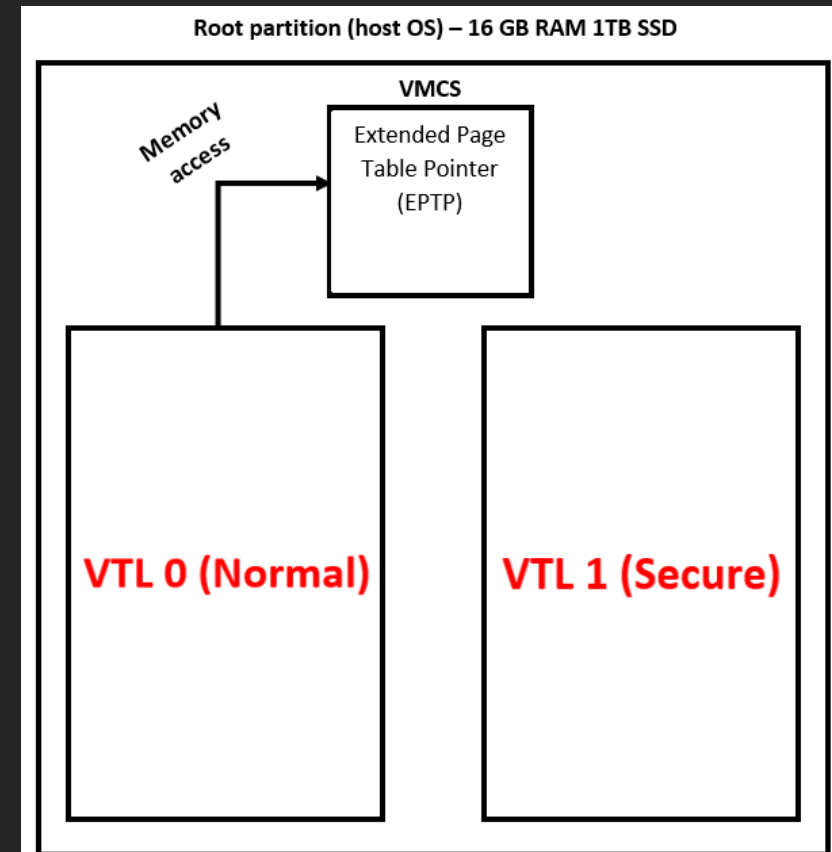 Root partition (host OS) – 16 GB RAM 1TB SSD
VMCS
Memory
access
Extended Page
Table Pointer
(EPTP)
VTL 0 (Normal)
VTL 1 (Secure)